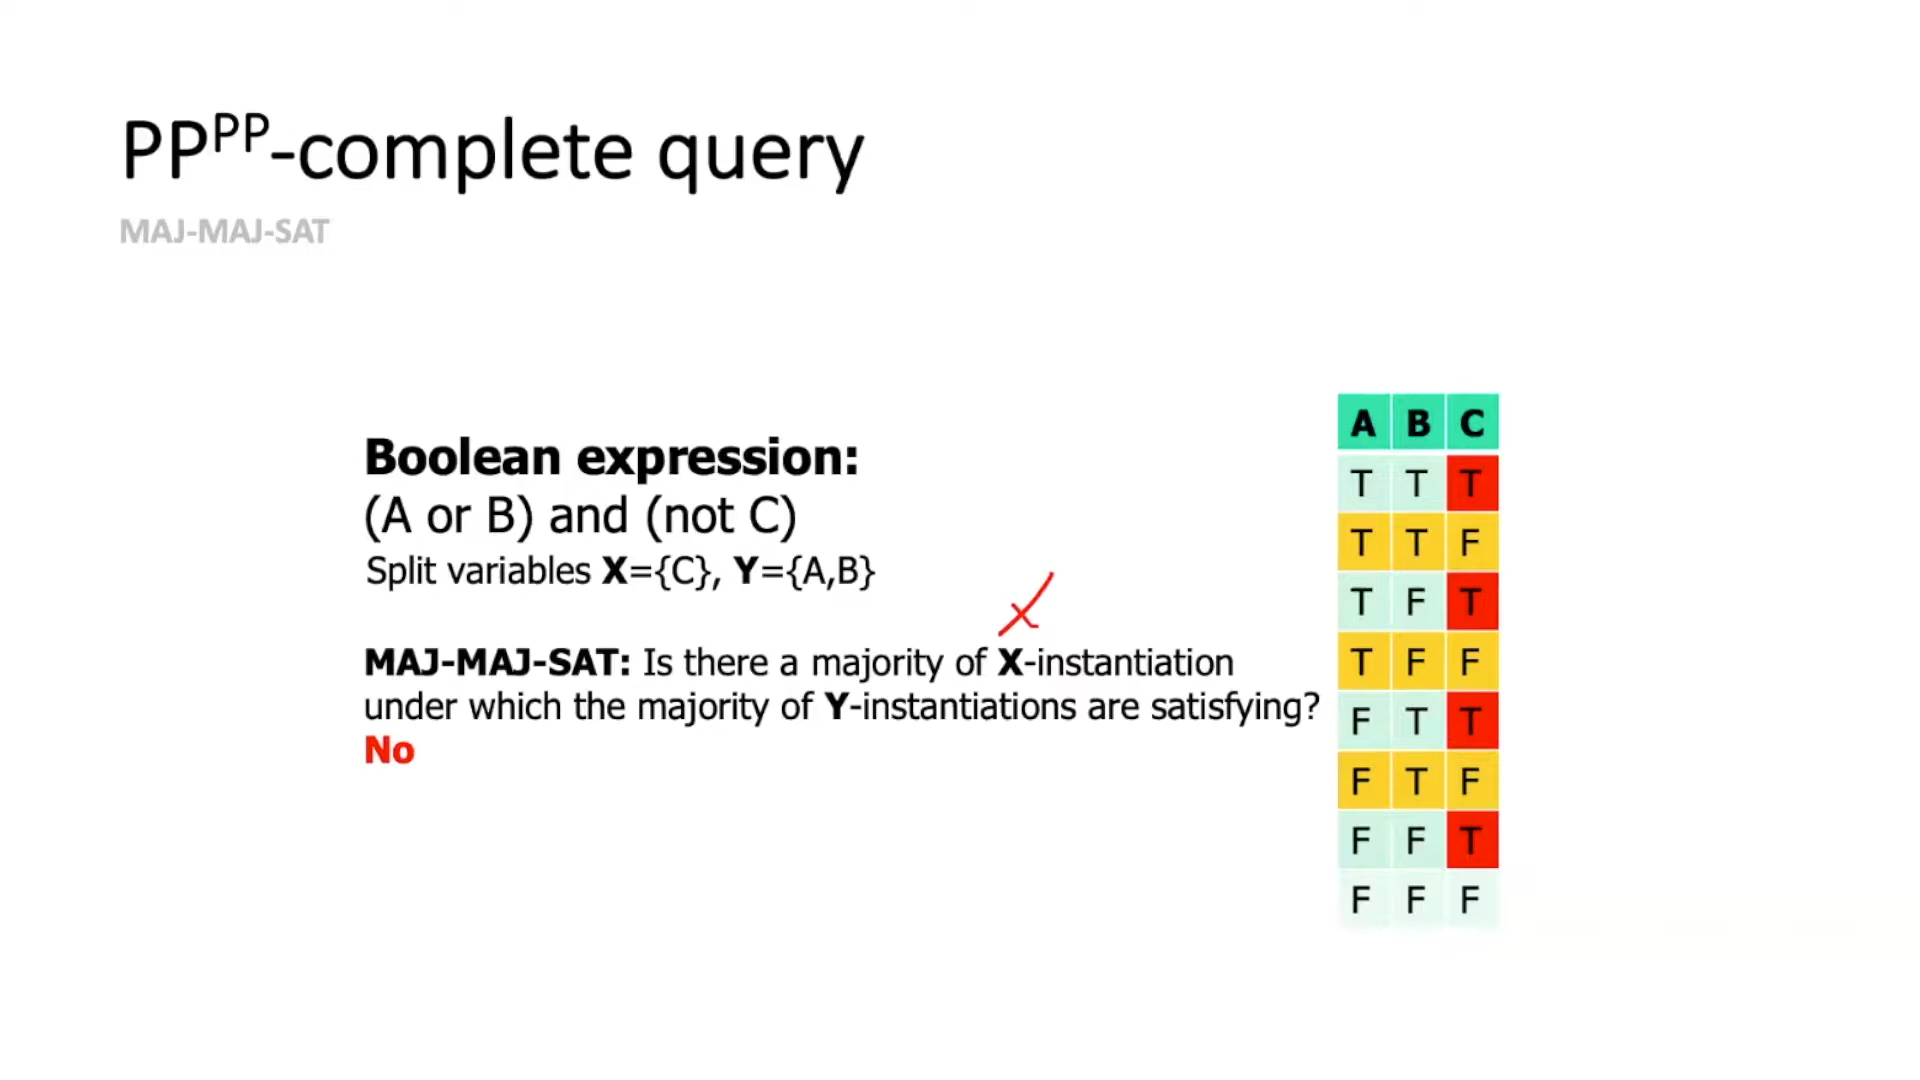 PPᴾᴾ-complete query
MAJ-MAJ-SAT
Boolean expression:
(A or B) and (not C)
Split variables X={C}, Y={A,B}
x
MAJ-MAJ-SAT: Is there a majority of X-instantiation
under which the majority of Y-instantiations are satisfying?
No
A B C
T T T
T T F
T F T
T F F
F T T
F T F
F F T
F F F